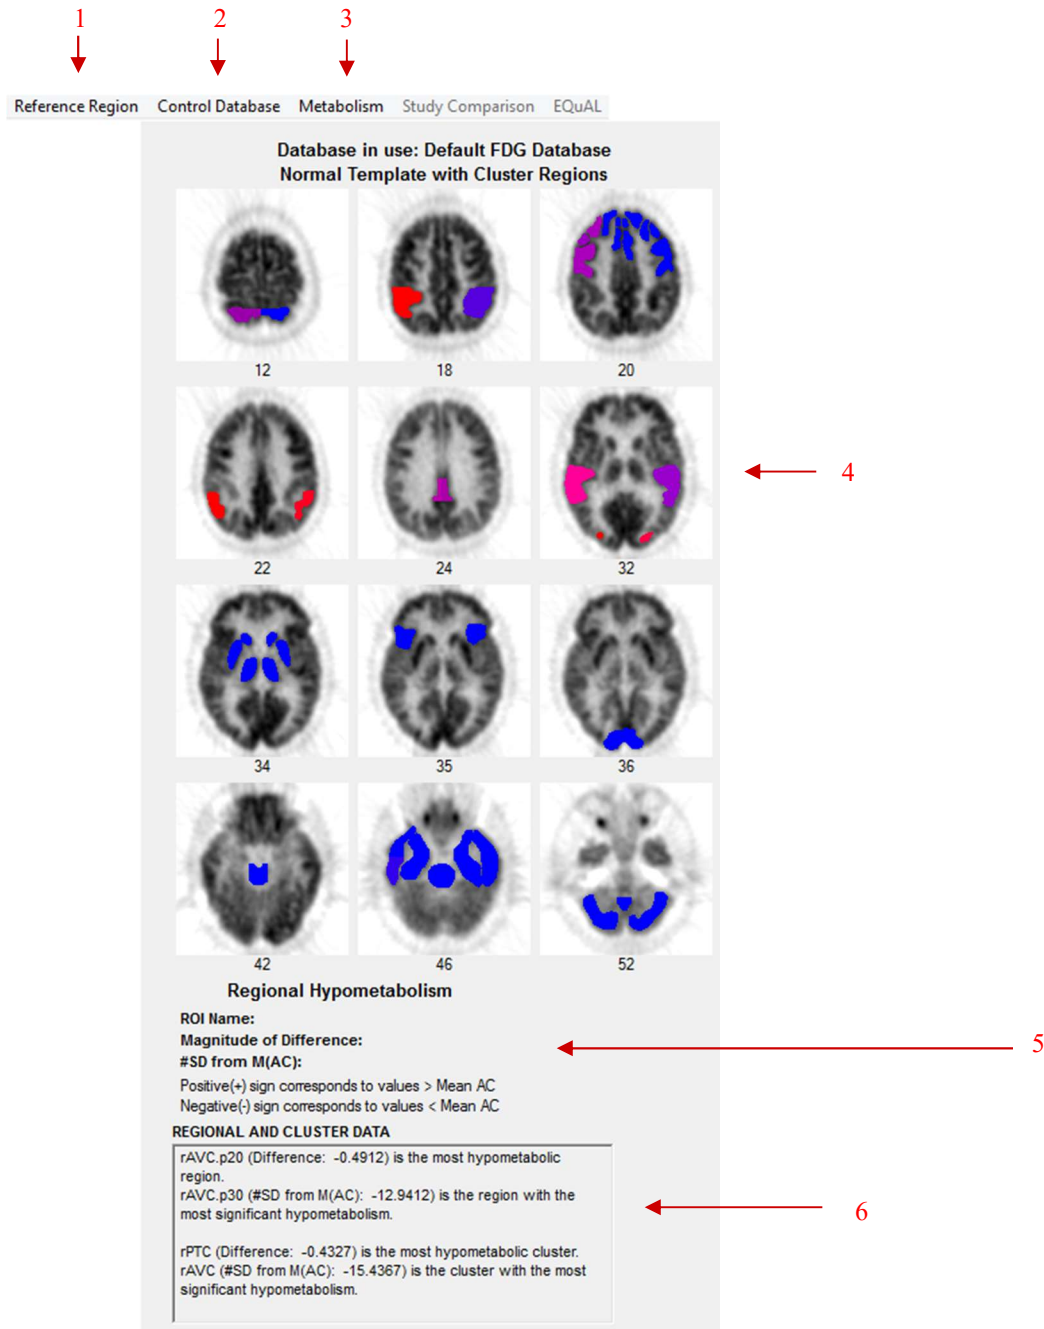 1 2 3
Reference Region Control Database Metabolism Study Comparison EQuAL
Database in use: Default FDG Database
Normal Template with Cluster Regions
12 18 20
4
22 24 32
34 35 36
42 46 52
Regional Hypometabolism
ROI Name:
Magnitude of Difference:
5
#SD from M(AC):
Positive(+) sign corresponds to values > Mean AC
Negative(-) sign corresponds to values < Mean AC
REGIONAL AND CLUSTER DATA
rAVC.p20 (Difference: -0.4912) is the most hypometabolic
region.
rAVC.p30 (#SD from M(AC): -12.9412) is the region with the
most significant hypometabolism.
6
rPTC (Difference: -0.4327) is the most hypometabolic cluster.
rAVC (#SD from M(AC): -15.4367) is the cluster with the most
significant hypometabolism.